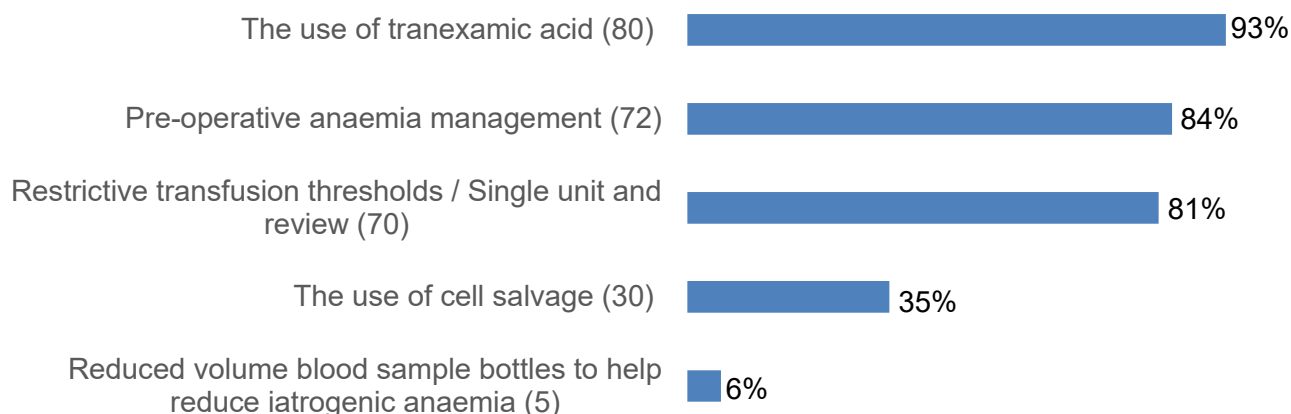 The use of tranexamic acid (80)
93%
Pre-operative anaemia management (72)
84%
Restrictive transfusion thresholds / Single unit and
review (70)
81%
The use of cell salvage (30)
35%
Reduced volume blood sample bottles to help
reduce iatrogenic anaemia (5)
6%